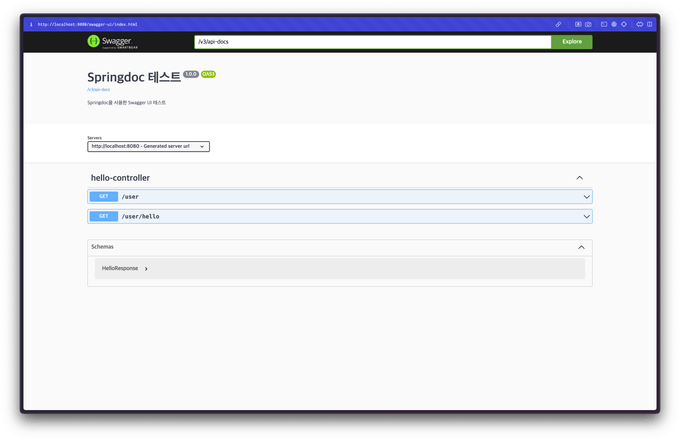 http://localhost:8080/swagger-ui/index.html
Swagger
Supported by SMARTBEAR
/v3/api-docs
Explore
Springdoc 테스트 1.0.0 OAS3
/v3/api-docs
Springdoc을 사용한 Swagger UI 테스트
Servers
http://localhost:8080 - Generated server url
hello-controller
GET /user
GET /user/hello
Schemas
HelloResponse